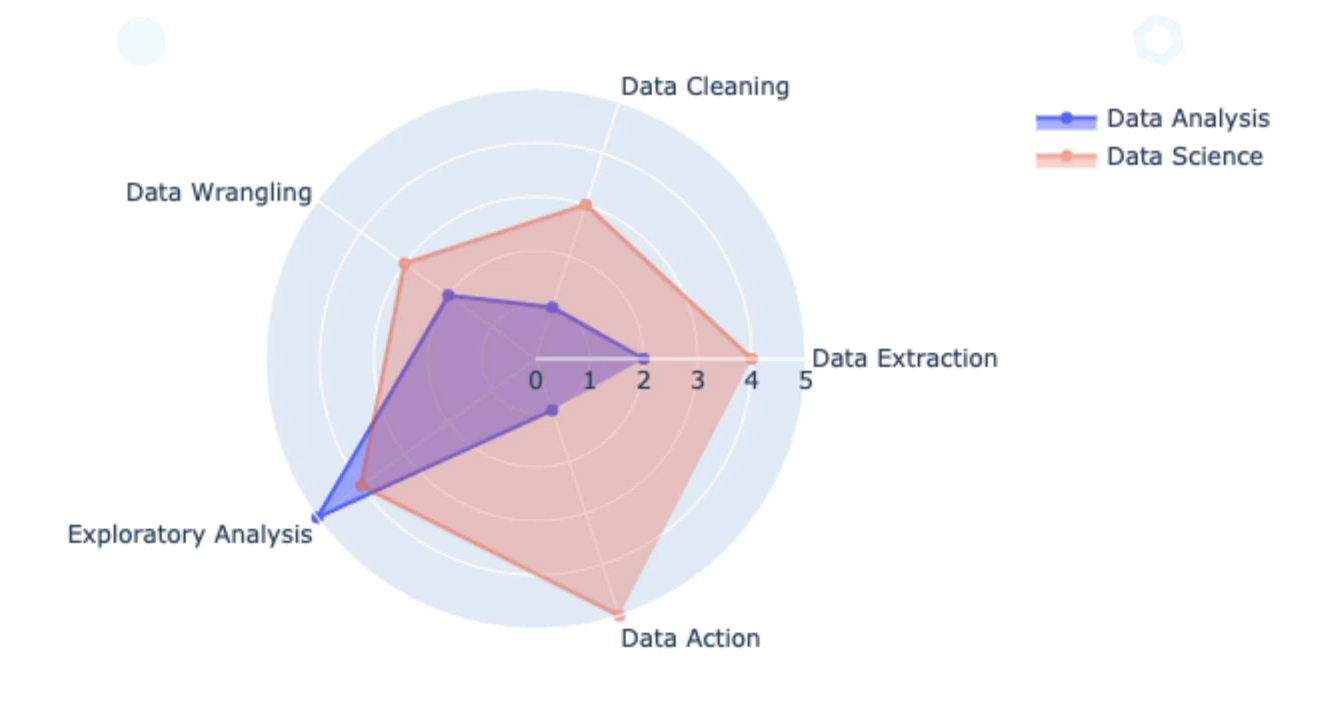 Data Cleaning
Data Analysis
Data Science
Data Wrangling
Data Extraction
0 1 2 3 4 5
Exploratory Analysis
Data Action